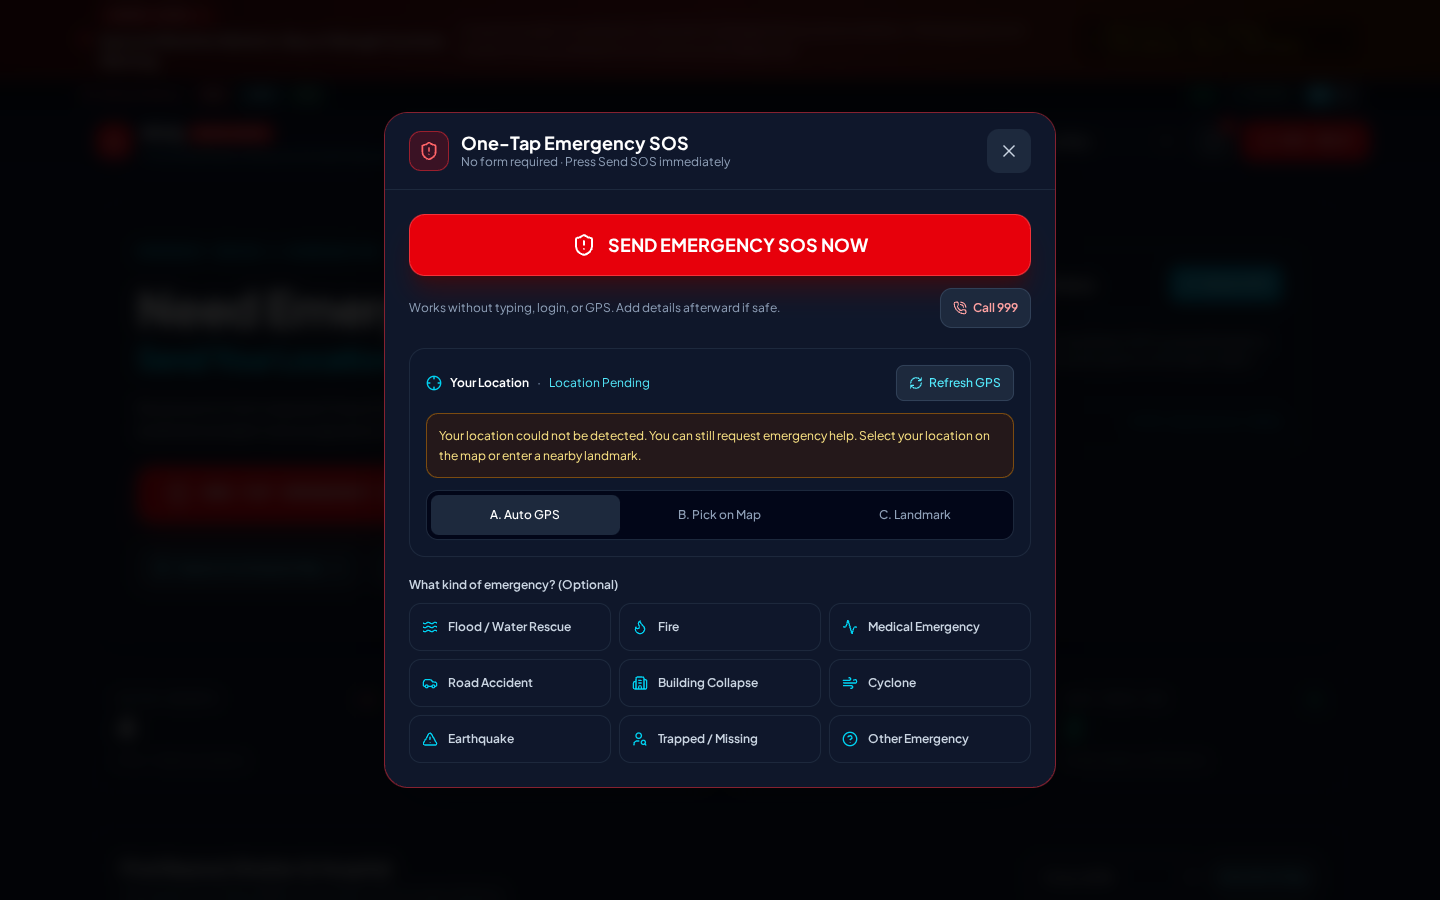 One-Tap Emergency SOS
No form required · Press Send SOS immediately
SEND EMERGENCY SOS NOW
Works without typing, login, or GPS. Add details afterward if safe.
Call 999
Your Location · Location Pending
Refresh GPS
Your location could not be detected. You can still request emergency help. Select your location on
the map or enter a nearby landmark.
A. Auto GPS
B. Pick on Map
C. Landmark
What kind of emergency? (Optional)
Flood / Water Rescue
Fire
Medical Emergency
Road Accident
Building Collapse
Cyclone
Earthquake
Trapped / Missing
Other Emergency